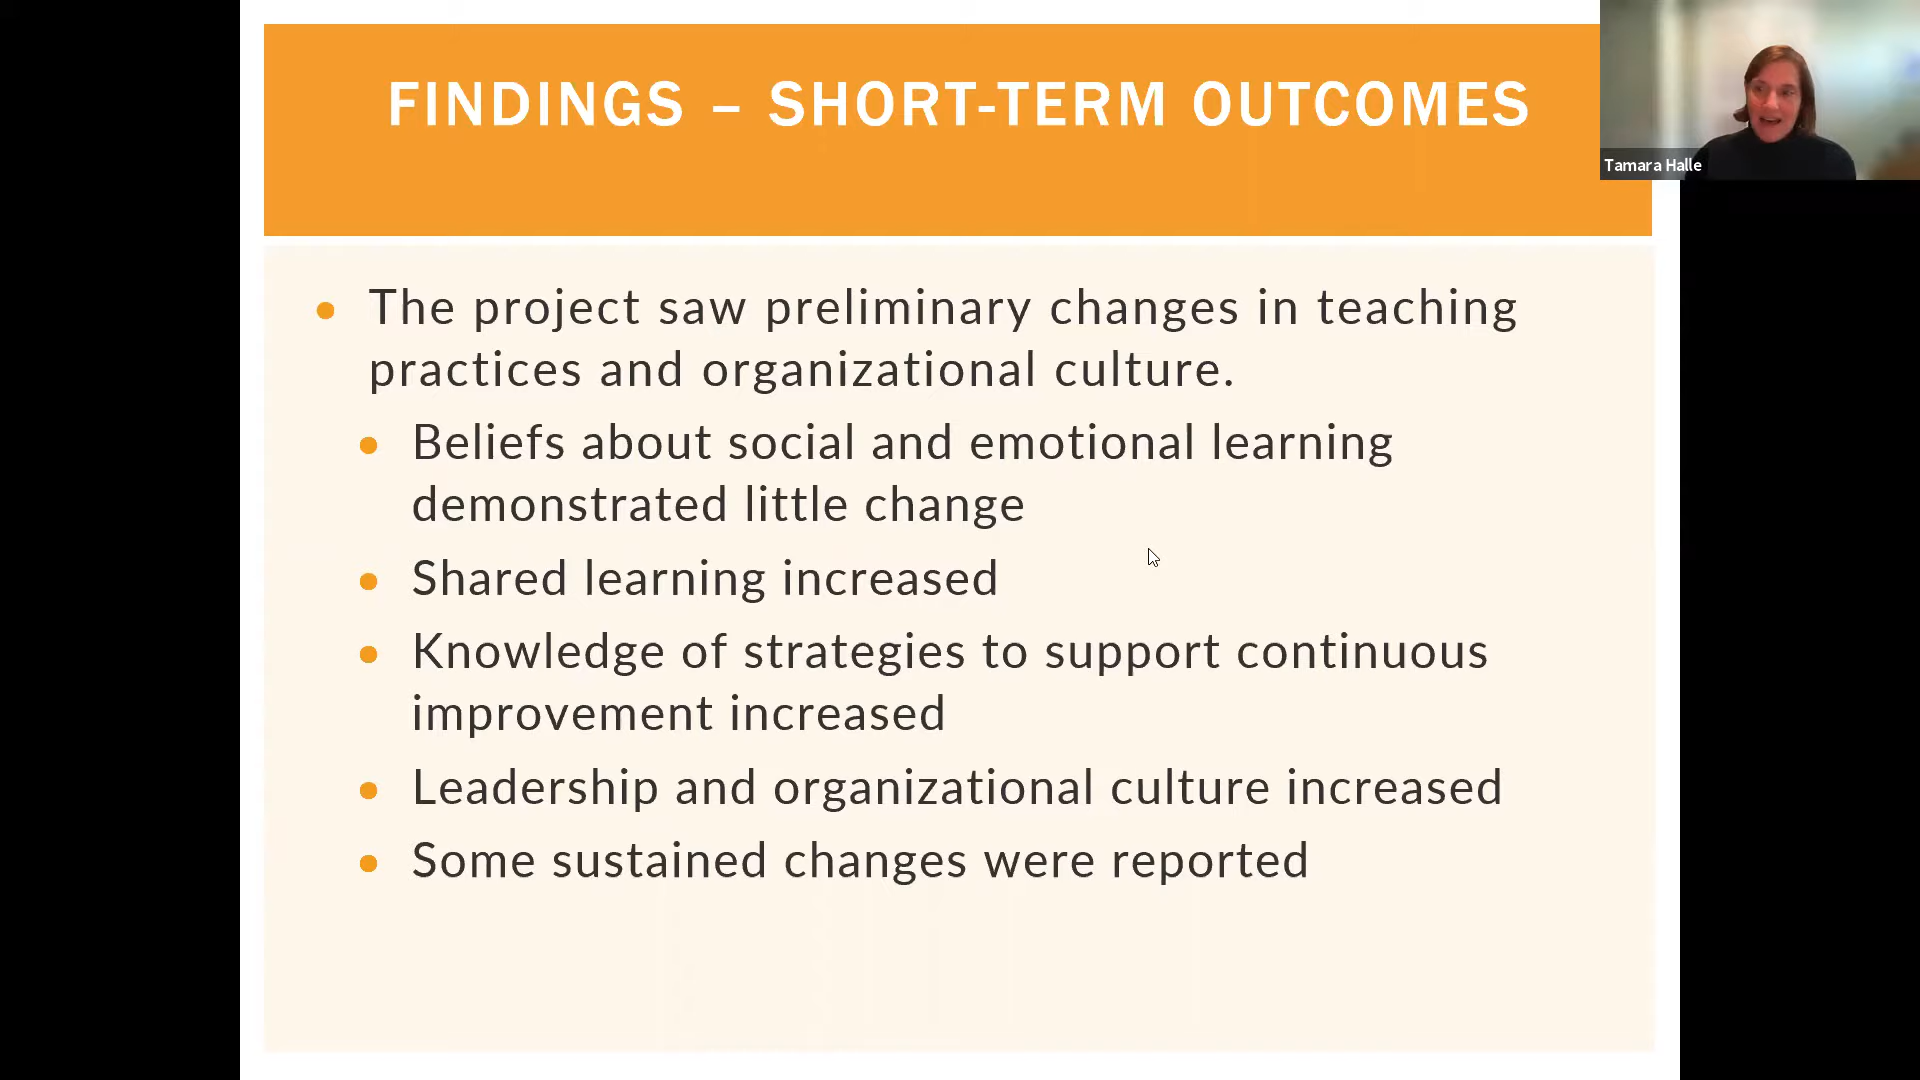 FINDINGS – SHORT-TERM OUTCOMES
Tamara Halle
The project saw preliminary changes in teaching
practices and organizational culture.
Beliefs about social and emotional learning
demonstrated little change
Shared learning increased
Knowledge of strategies to support continuous
improvement increased
Leadership and organizational culture increased
Some sustained changes were reported